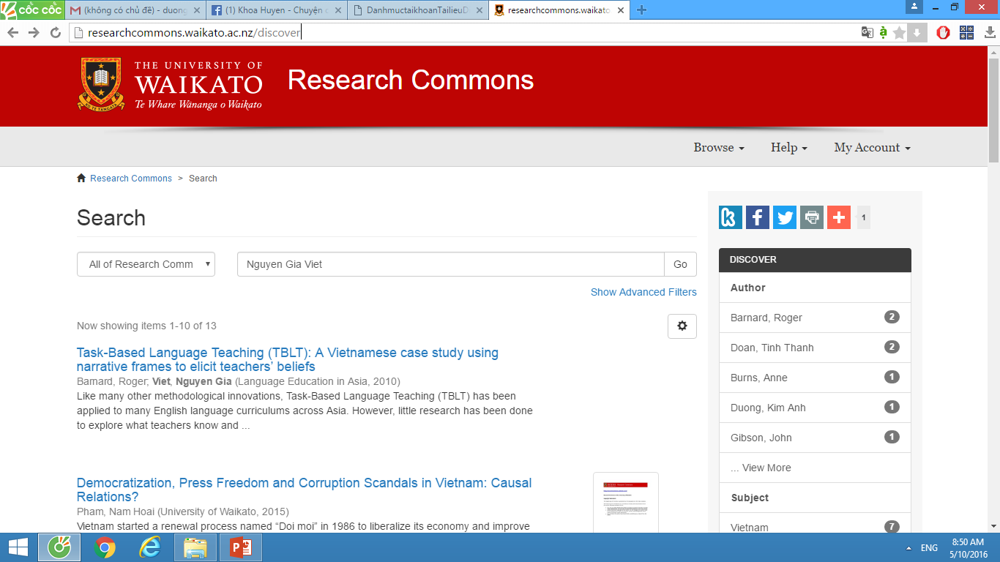 CỐC CỐC
(không có chủ đề) - duong
(1) Khoa Huyen - Chuyện
DanhmuctaikhoanTailieuD
researchcommons.waikato
researchcommons.waikato.ac.nz/discover
THE UNIVERSITY OF
WAIKATO
Te Whare Wānanga o Waikato
KO TE TANGATA
Research Commons
Browse
Help
My Account
Research Commons > Search
Search
All of Research Comm
Nguyen Gia Viet
Go
Show Advanced Filters
Now showing items 1-10 of 13
Task-Based Language Teaching (TBLT): A Vietnamese case study using
narrative frames to elicit teachers’ beliefs
Barnard, Roger; Viet, Nguyen Gia (Language Education in Asia, 2010)
Like many other methodological innovations, Task-Based Language Teaching (TBLT) has been
applied to many English language curriculums across Asia. However, little research has been done
to explore what teachers know and ...
Democratization, Press Freedom and Corruption Scandals in Vietnam: Causal
Relations?
Pham, Nam Hoai (University of Waikato, 2015)
Vietnam started a renewal process named “Doi moi” in 1986 to liberalize its economy and improve
1
DISCOVER
Author
Barnard, Roger 2
Doan, Tinh Thanh 2
Burns, Anne 1
Duong, Kim Anh 1
Gibson, John 1
... View More
Subject
Vietnam 7
ENG
8:50 AM
5/10/2016